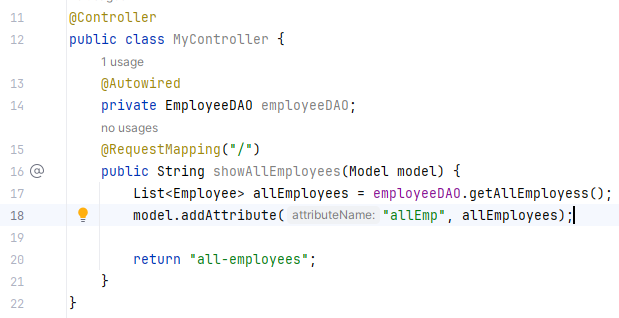 11 @Controller
12 public class MyController {
1 usage
13 @Autowired
14 private EmployeeDAO employeeDAO;
no usages
15 @RequestMapping("/")
16 @ public String showAllEmployees(Model model) {
17 List<Employee> allEmployees = employeeDAO.getAllEmployess();
18 model.addAttribute( attributeName: "allEmp", allEmployees);
19
20 return "all-employees";
21 }
22 }